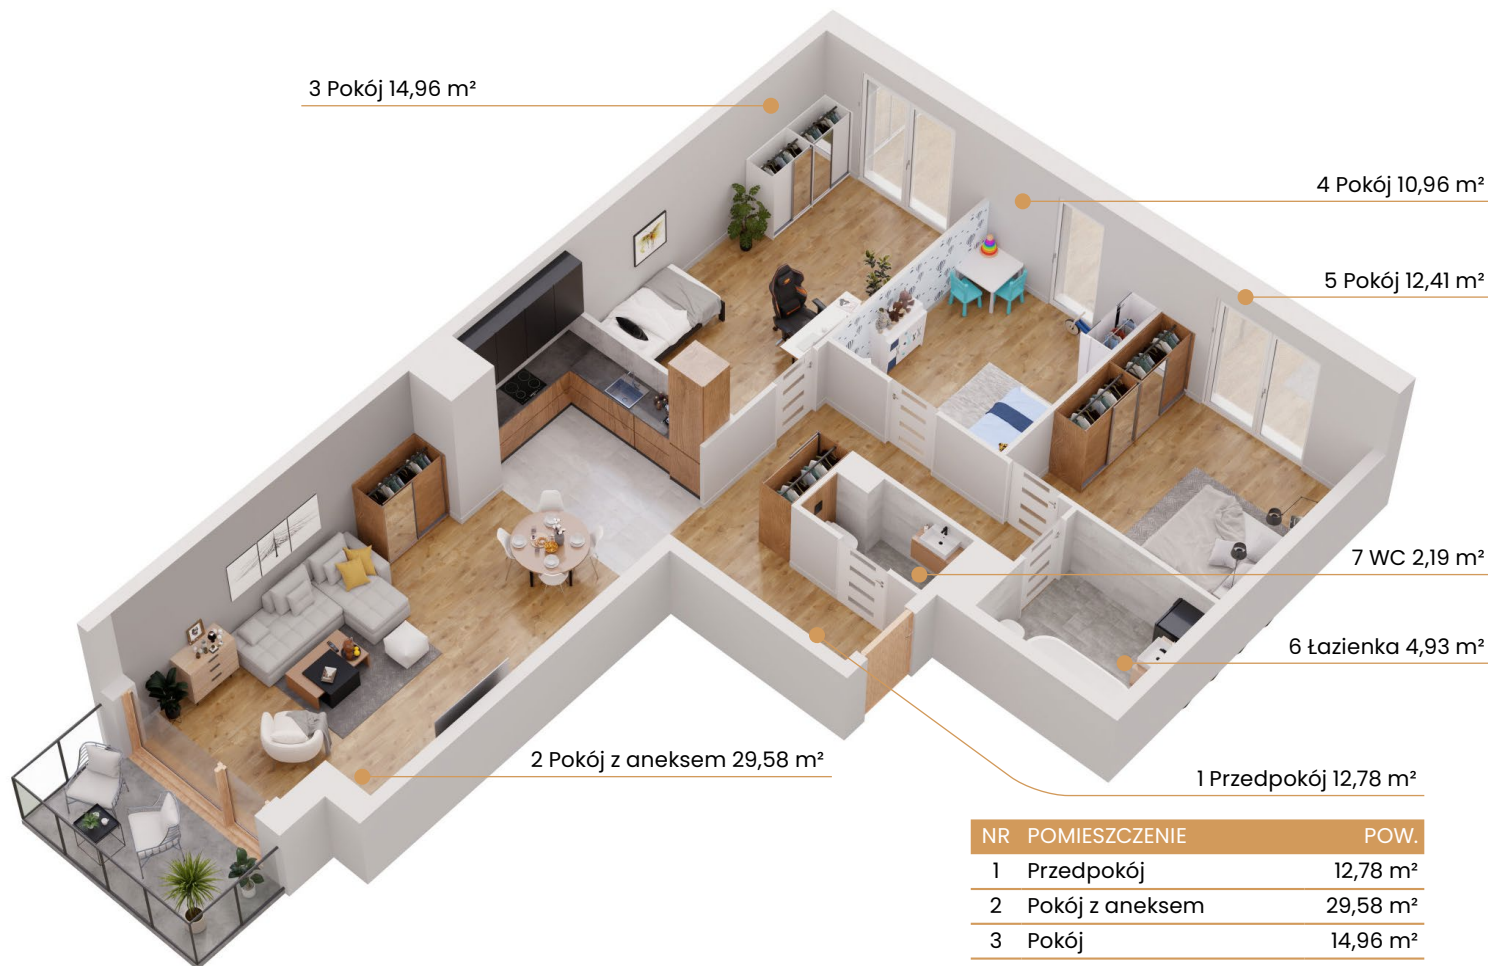 3 Pokój 14,96 m²
4 Pokój 10,96 m²
5 Pokój 12,41 m²
7 WC 2,19 m²
6 Łazienka 4,93 m²
2 Pokój z aneksem 29,58 m²
1 Przedpokój 12,78 m²
NR POMIESZCZENIE POW.
1 Przedpokój 12,78 m²
2 Pokój z aneksem 29,58 m²
3 Pokój 14,96 m²